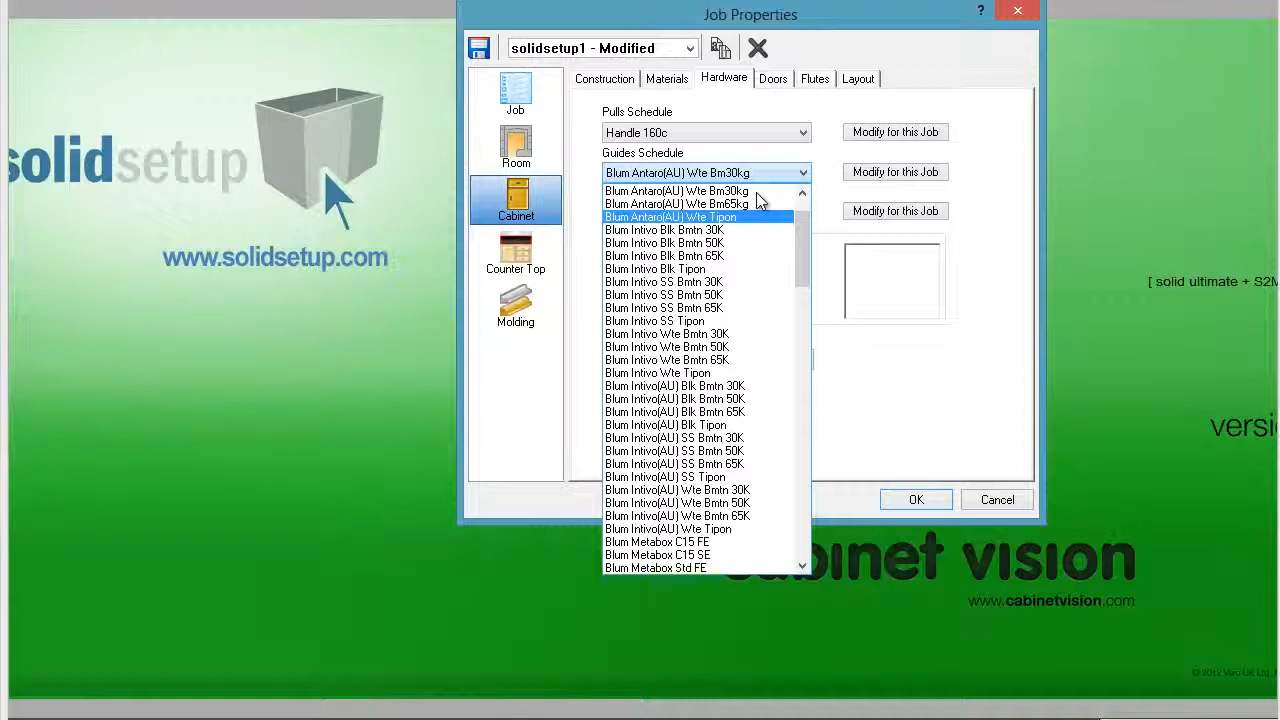 Job Properties
?
solidsetup1 - Modified
Construction
Materials
Hardware
Doors
Flutes
Layout
Job
Room
Cabinet
Counter Top
Molding
Pulls Schedule
Handle 160c
Modify for this Job
Guides Schedule
Blum Antaro(AU) Wte Bm30kg
Modify for this Job
Blum Antaro(AU) Wte Bm30kg
Blum Antaro(AU) Wte Bm65kg
Blum Antaro(AU) Wte Tipon
Blum Intivo Blk Bmtn 30K
Blum Intivo Blk Bmtn 50K
Blum Intivo Blk Bmtn 65K
Blum Intivo Blk Tipon
Blum Intivo SS Bmtn 30K
Blum Intivo SS Bmtn 50K
Blum Intivo SS Bmtn 65K
Blum Intivo SS Tipon
Blum Intivo Wte Bmtn 30K
Blum Intivo Wte Bmtn 50K
Blum Intivo Wte Bmtn 65K
Blum Intivo Wte Tipon
Blum Intivo(AU) Blk Bmtn 30K
Blum Intivo(AU) Blk Bmtn 50K
Blum Intivo(AU) Blk Bmtn 65K
Blum Intivo(AU) Blk Tipon
Blum Intivo(AU) SS Bmtn 30K
Blum Intivo(AU) SS Bmtn 50K
Blum Intivo(AU) SS Bmtn 65K
Blum Intivo(AU) SS Tipon
Blum Intivo(AU) Wte Bmtn 30K
Blum Intivo(AU) Wte Bmtn 50K
Blum Intivo(AU) Wte Bmtn 65K
Blum Intivo(AU) Wte Tipon
Blum Metabox C15 FE
Blum Metabox C15 SE
Blum Metabox Std FE
Modify for this Job
OK
Cancel
solidsetup
www.solidsetup.com
[ solid ultimate + S2M
versi
cabinet vision
www.cabinetvision.com